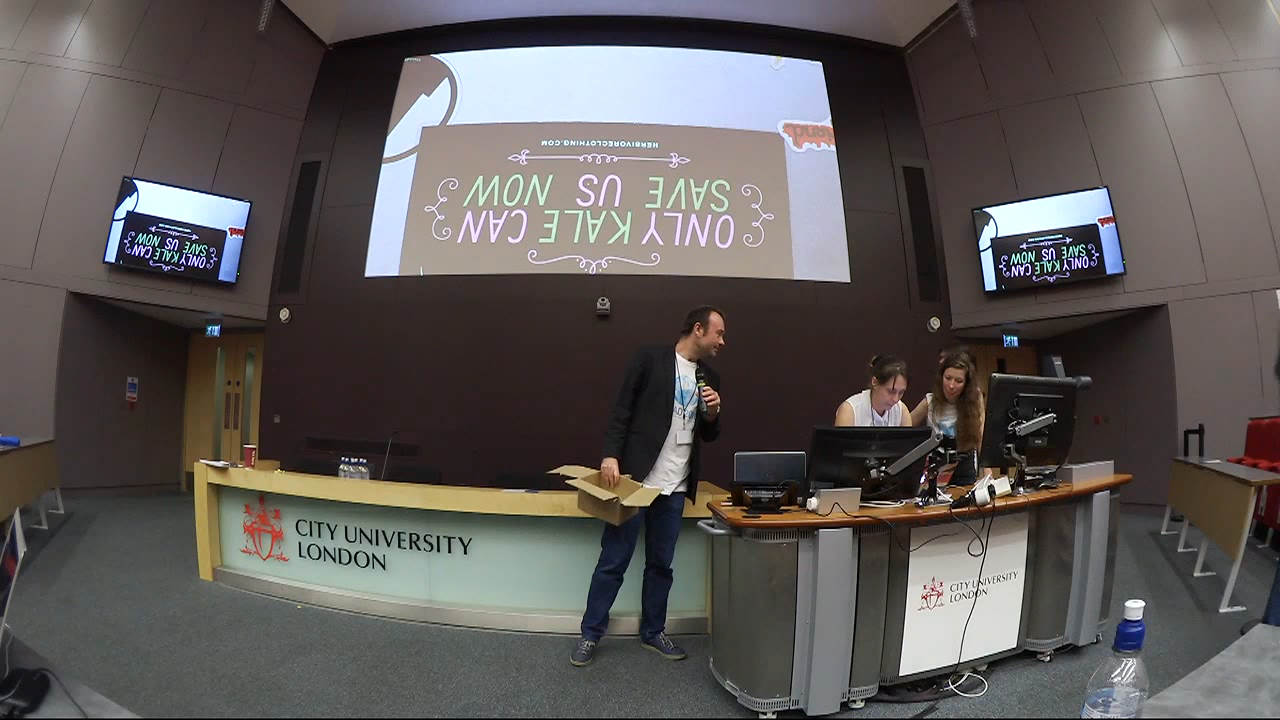 ONLY KALE CAN
SAVE US NOW
HERBIVORECLOTHING.COM
ONLY KALE CAN
SAVE US NOW
ONLY KALE CAN
SAVE US NOW
CITY UNIVERSITY
LONDON
CITY UNIVERSITY
LONDON